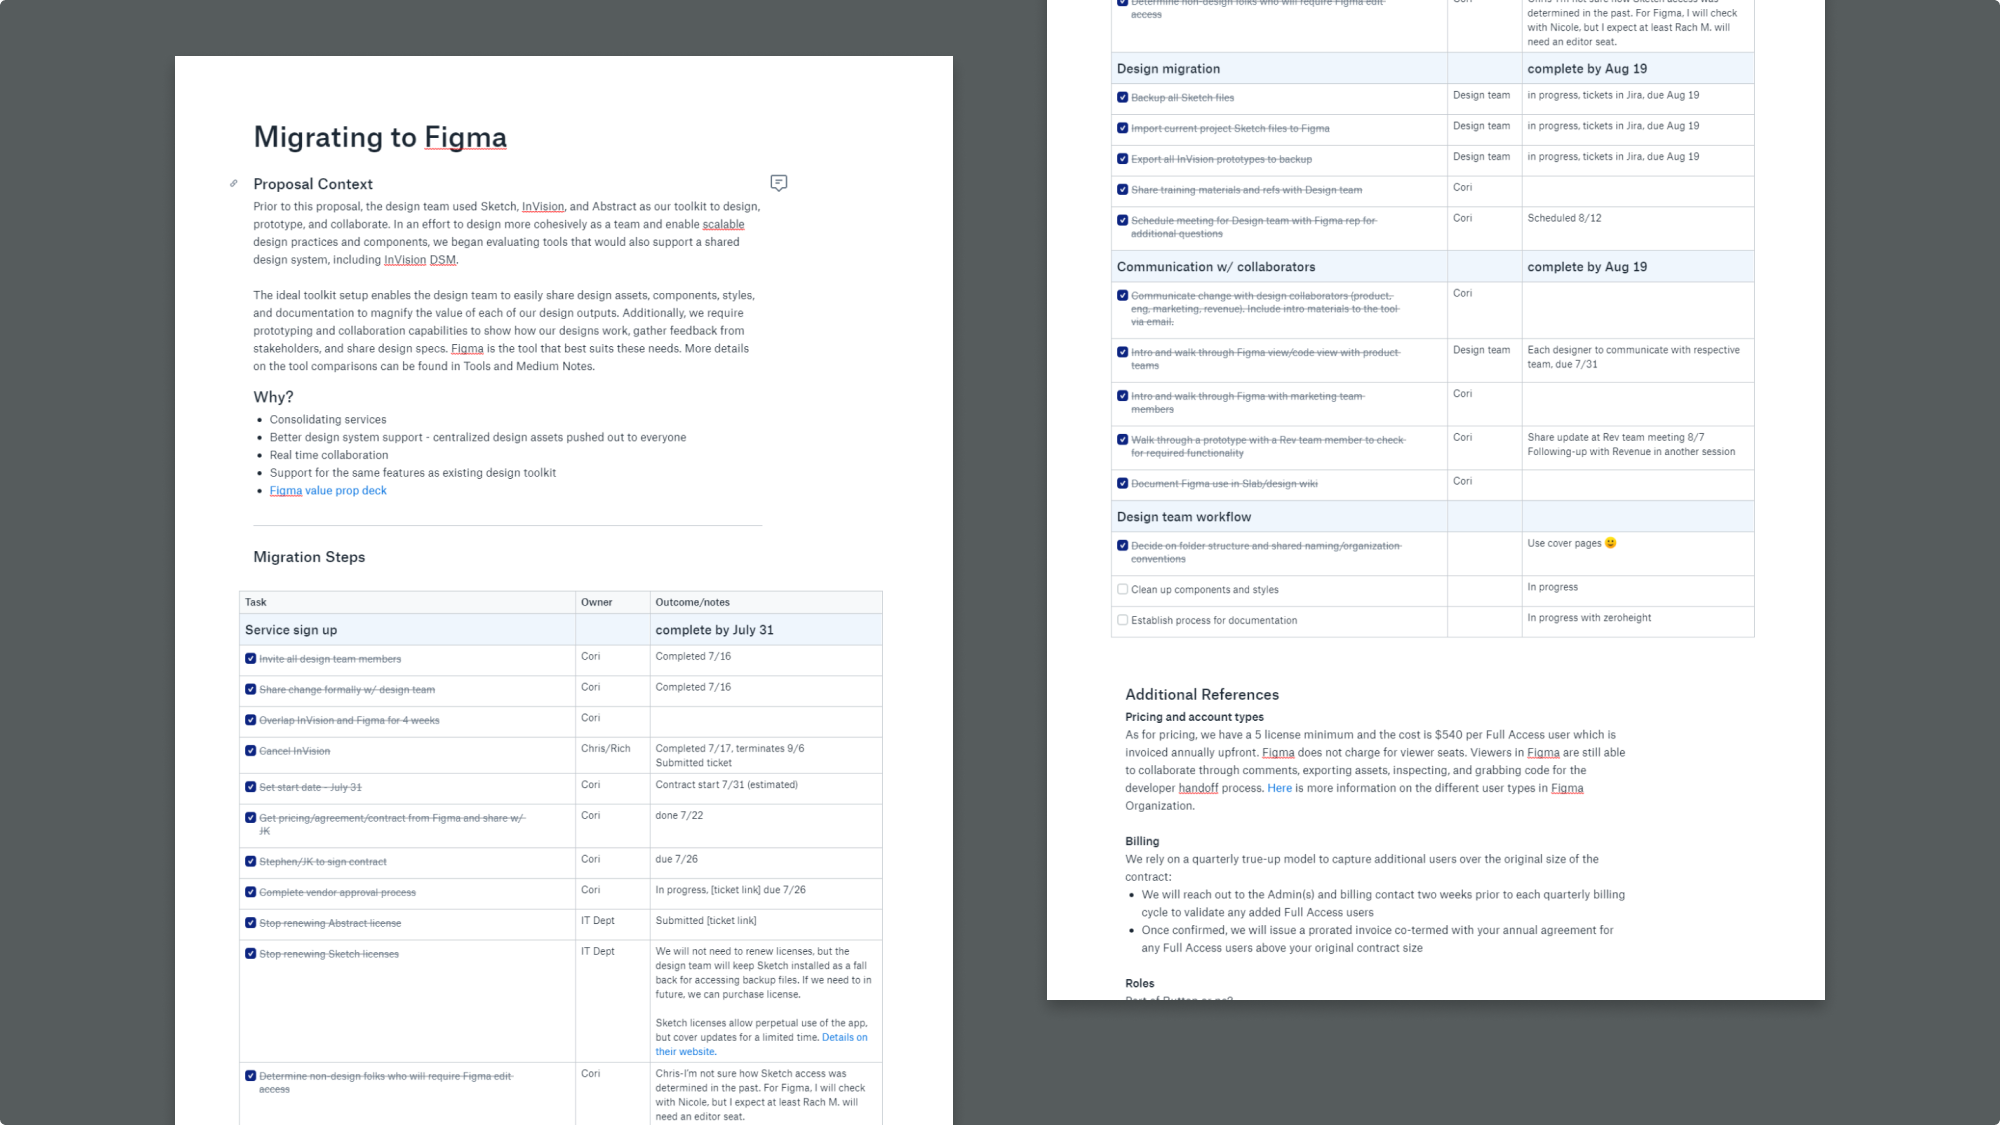 Migrating to Figma
Proposal Context
Prior to this proposal, the design team used Sketch, InVision, and Abstract as our toolkit to design,
prototype, and collaborate. In an effort to design more cohesively as a team and enable scalable
design practices and components, we began evaluating tools that would also support a shared
design system, including InVision DSM.
The ideal toolkit setup enables the design team to easily share design assets, components, styles,
and documentation to magnify the value of each of our design outputs. Additionally, we require
prototyping and collaboration capabilities to show how our designs work, gather feedback from
stakeholders, and share design specs. Figma is the tool that best suits these needs. More details
on the tool comparisons can be found in Tools and Medium Notes.
Why?
Consolidating services
Better design system support - centralized design assets pushed out to everyone
Real time collaboration
Support for the same features as existing design toolkit
Figma value prop deck
Migration Steps
Task Owner Outcome/notes
Service sign up complete by July 31
Invite all design team members Cori Completed 7/16
Share change formally w/ design team Cori Completed 7/16
Overlap InVision and Figma for 4 weeks Cori
Cancel InVision Chris/Rich Completed 7/17, terminates 9/6
Submitted ticket
Set start date - July 31 Cori Contract start 7/31 (estimated)
Get pricing/agreement/contract from Figma and share w/ Cori done 7/22
JK
Stephen/JK to sign contract Cori due 7/26
Complete vendor approval process Cori In progress, [ticket link] due 7/26
Stop renewing Abstract license IT Dept Submitted [ticket link]
Stop renewing Sketch licenses IT Dept We will not need to renew licenses, but the
design team will keep Sketch installed as a fall
back for accessing backup files. If we need to in
future, we can purchase license.
Sketch licenses allow perpetual use of the app,
but cover updates for a limited time. Details on
their website.
Determine non-design folks who will require Figma edit Cori Chris-I'm not sure how Sketch access was
access determined in the past. For Figma, I will check
with Nicole, but I expect at least Rach M. will
need an editor seat.
Determine non-design folks who will require Figma edit Cori Chris-I'm not sure how Sketch access was
access determined in the past. For Figma, I will check
with Nicole, but I expect at least Rach M. will
need an editor seat.
Design migration complete by Aug 19
Backup all Sketch files Design team in progress, tickets in Jira, due Aug 19
Import current project Sketch files to Figma Design team in progress, tickets in Jira, due Aug 19
Export all InVision prototypes to backup Design team in progress, tickets in Jira, due Aug 19
Share training materials and refs with Design team Cori
Schedule meeting for Design team with Figma rep for Cori Scheduled 8/12
additional questions
Communication w/ collaborators complete by Aug 19
Communicate change with design collaborators (product, Cori
eng, marketing, revenue). Include intro materials to the tool
via email.
Intro and walk through Figma view/code view with product Design team Each designer to communicate with respective
teams team, due 7/31
Intro and walk through Figma with marketing team Cori
members
Walk through a prototype with a Rev team member to check Cori Share update at Rev team meeting 8/7
for required functionality Following-up with Revenue in another session
Document Figma use in Slab/design wiki Cori
Design team workflow
Decide on folder structure and shared naming/organization Use cover pages 😀
conventions
Clean up components and styles In progress
Establish process for documentation In progress with zeroheight
Additional References
Pricing and account types
As for pricing, we have a 5 license minimum and the cost is $540 per Full Access user which is
invoiced annually upfront. Figma does not charge for viewer seats. Viewers in Figma are still able
to collaborate through comments, exporting assets, inspecting, and grabbing code for the
developer handoff process. Here is more information on the different user types in Figma
Organization.
Billing
We rely on a quarterly true-up model to capture additional users over the original size of the
contract:
We will reach out to the Admin(s) and billing contact two weeks prior to each quarterly billing
cycle to validate any added Full Access users
Once confirmed, we will issue a prorated invoice co-termed with your annual agreement for
any Full Access users above your original contract size
Roles